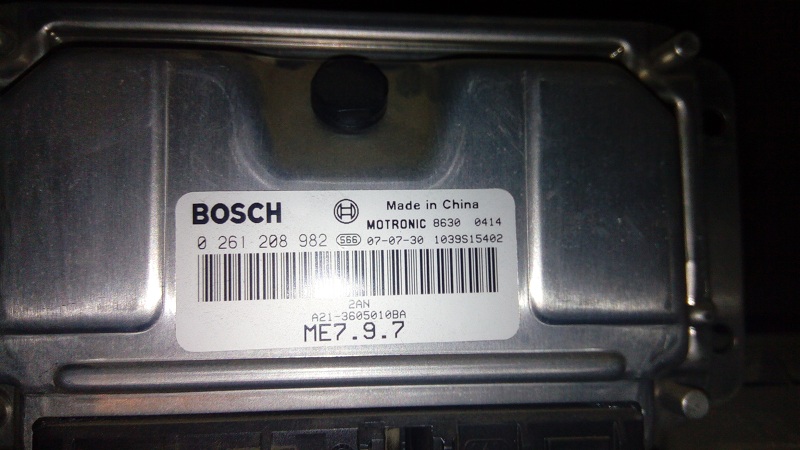 BOSCH
Made in China
MOTRONIC 8630 0414
0 261 208 982 S66 07-07-30 1039S15402
2AN
A21-3605010BA
ME7.9.7